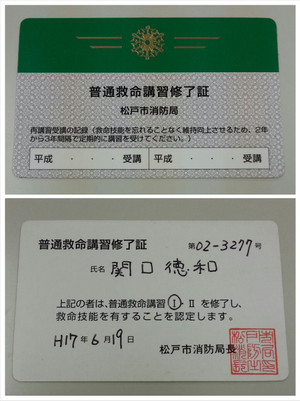 普通救命講習修了証
松戸市消防局
再講習受講の記録(救命技能を忘れることなく維持向上させるため、2年
から3年間隔で定期的に講習を受けてください。)
平成 ・ ・ ・ 受講 平成 ・ ・ ・ 受講
普通救命講習修了証
第02-3277号
氏名 関口 徳和
上記の者は、普通救命講習Ⅰ・Ⅱを修了し、
救命技能を有することを認定します。
H17年6月19日
松戸市消防局長